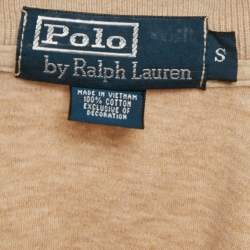 Polo
by Ralph Lauren
S
MADE IN VIETNAM
100% COTTON
EXCLUSIVE OF
DECORATION